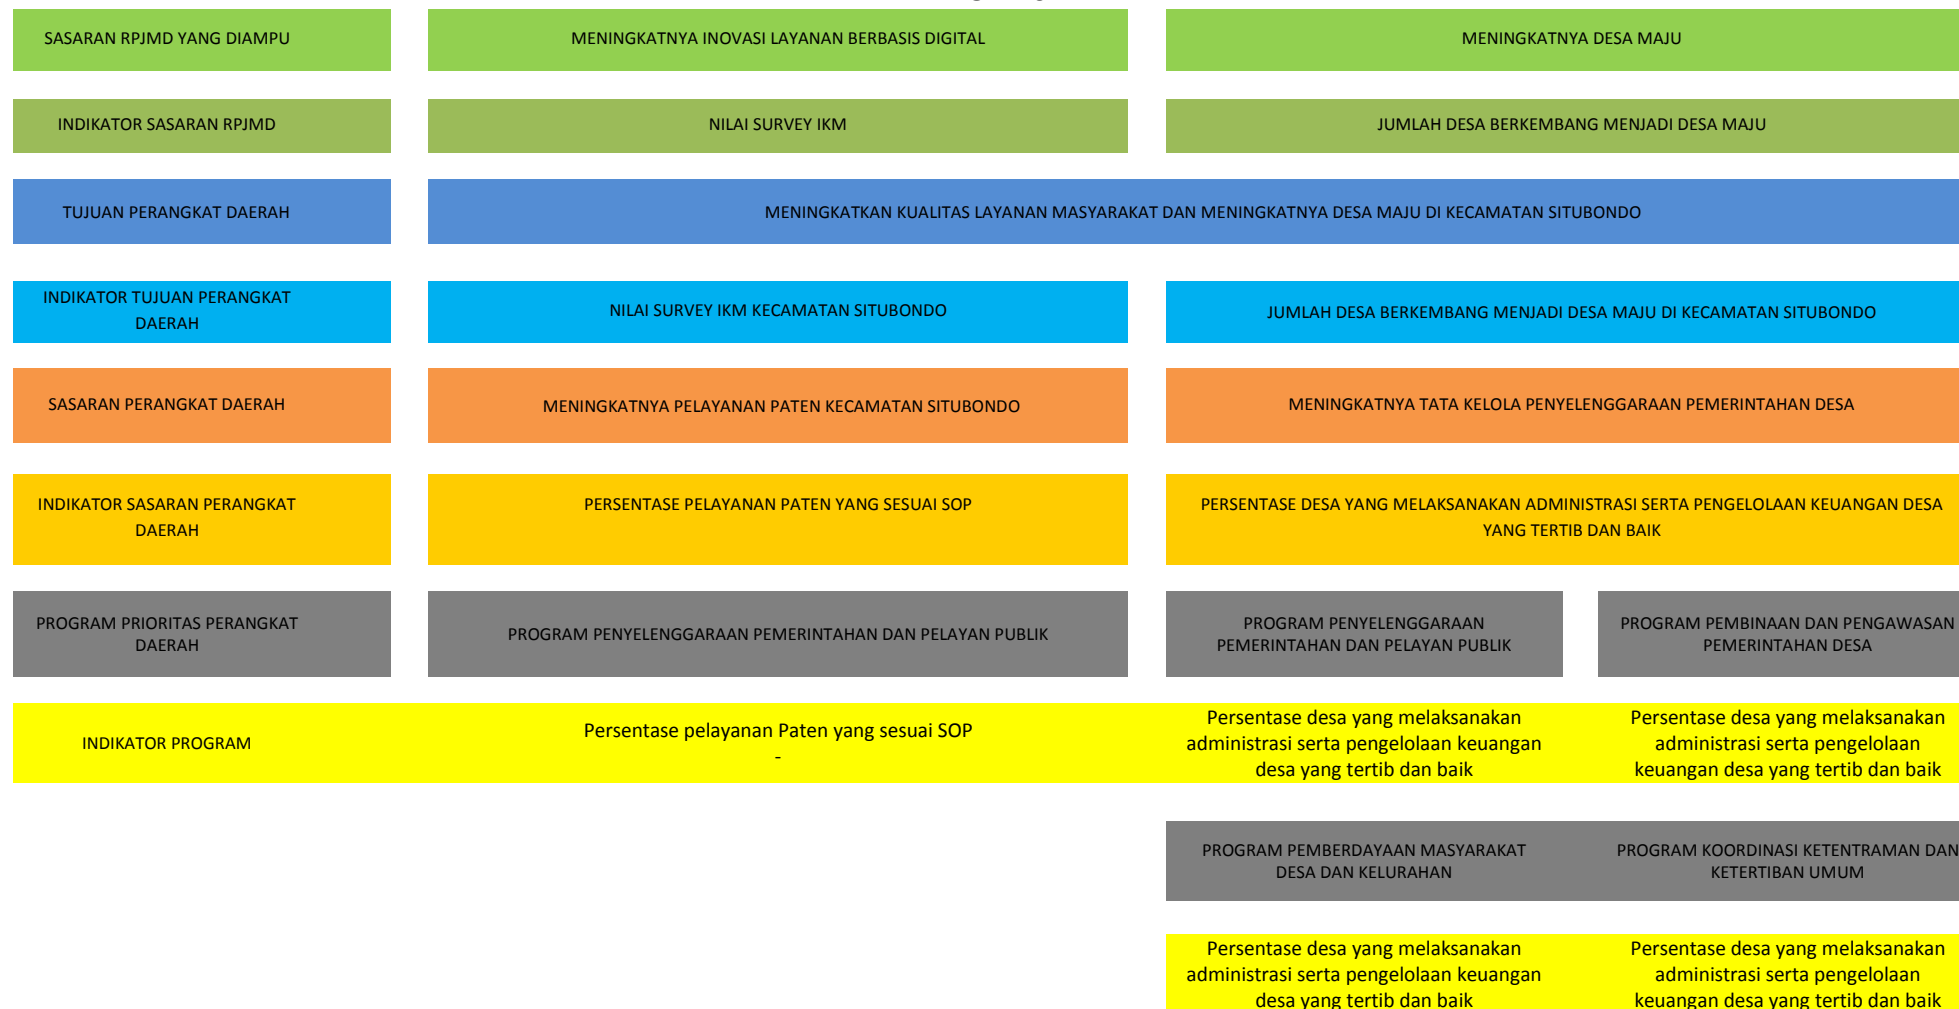 SASARAN RPJMD YANG DIAMPU
MENINGKATNYA INOVASI LAYANAN BERBASIS DIGITAL
MENINGKATNYA DESA MAJU
INDIKATOR SASARAN RPJMD
NILAI SURVEY IKM
JUMLAH DESA BERKEMBANG MENJADI DESA MAJU
TUJUAN PERANGKAT DAERAH
MENINGKATKAN KUALITAS LAYANAN MASYARAKAT DAN MENINGKATNYA DESA MAJU DI KECAMATAN SITUBONDO
INDIKATOR TUJUAN PERANGKAT
DAERAH
NILAI SURVEY IKM KECAMATAN SITUBONDO
JUMLAH DESA BERKEMBANG MENJADI DESA MAJU DI KECAMATAN SITUBONDO
SASARAN PERANGKAT DAERAH
MENINGKATNYA PELAYANAN PATEN KECAMATAN SITUBONDO
MENINGKATNYA TATA KELOLA PENYELENGGARAAN PEMERINTAHAN DESA
INDIKATOR SASARAN PERANGKAT
DAERAH
PERSENTASE PELAYANAN PATEN YANG SESUAI SOP
PERSENTASE DESA YANG MELAKSANAKAN ADMINISTRASI SERTA PENGELOLAAN KEUANGAN DESA
YANG TERTIB DAN BAIK
PROGRAM PRIORITAS PERANGKAT
DAERAH
PROGRAM PENYELENGGARAAN PEMERINTAHAN DAN PELAYAN PUBLIK
PROGRAM PENYELENGGARAAN
PEMERINTAHAN DAN PELAYAN PUBLIK
PROGRAM PEMBINAAN DAN PENGAWASAN
PEMERINTAHAN DESA
INDIKATOR PROGRAM
Persentase pelayanan Paten yang sesuai SOP
-
Persentase desa yang melaksanakan
administrasi serta pengelolaan keuangan
desa yang tertib dan baik
Persentase desa yang melaksanakan
administrasi serta pengelolaan
keuangan desa yang tertib dan baik
PROGRAM PEMBERDAYAAN MASYARAKAT
DESA DAN KELURAHAN
PROGRAM KOORDINASI KETENTRAMAN DAN
KETERTIBAN UMUM
Persentase desa yang melaksanakan
administrasi serta pengelolaan keuangan
desa yang tertib dan baik
Persentase desa yang melaksanakan
administrasi serta pengelolaan
keuangan desa yang tertib dan baik